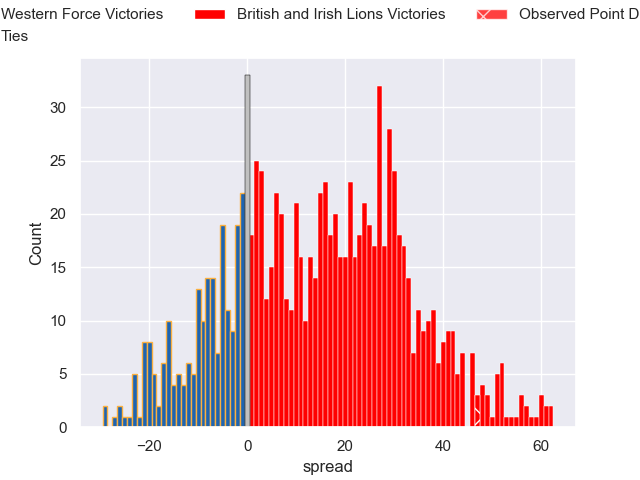 Western Force Victories British and Irish Lions Victories Observed Point D
Ties
30
25
20
15
10
5
0
Count
−20 0 20 40 60
spread